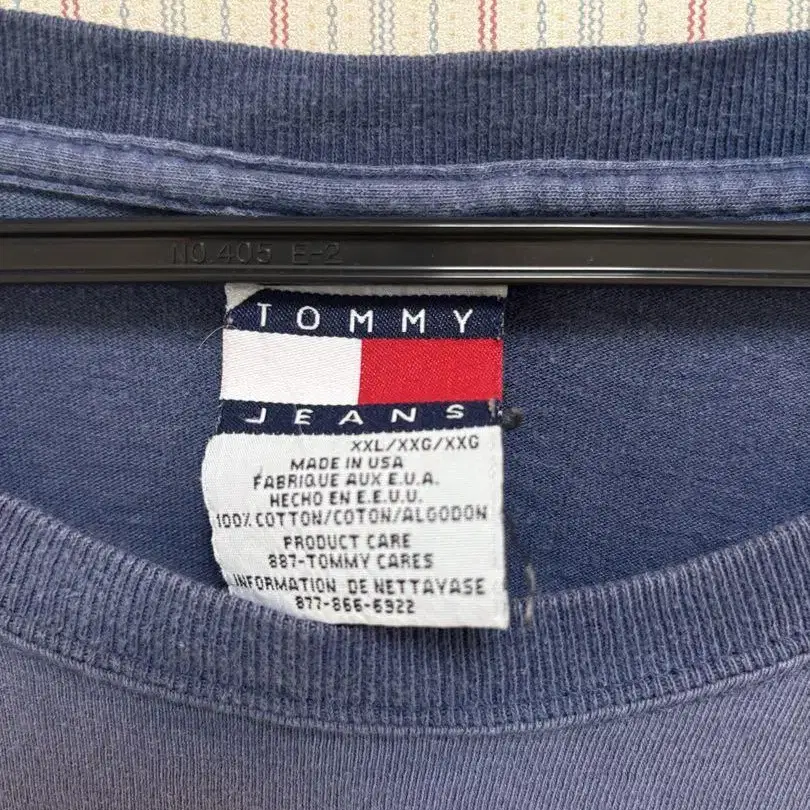 NO.405 E-2
TOMMY
JEANS
XXL/XXG/XXG
MADE IN USA
FABRIQUE AUX E.U.A.
HECHO EN E.E.U.U.
100% COTTON/COTON/ALGODON
PRODUCT CARE
887-TOMMY CARES
INFORMATION DE NETTAYASE
877-866-6922